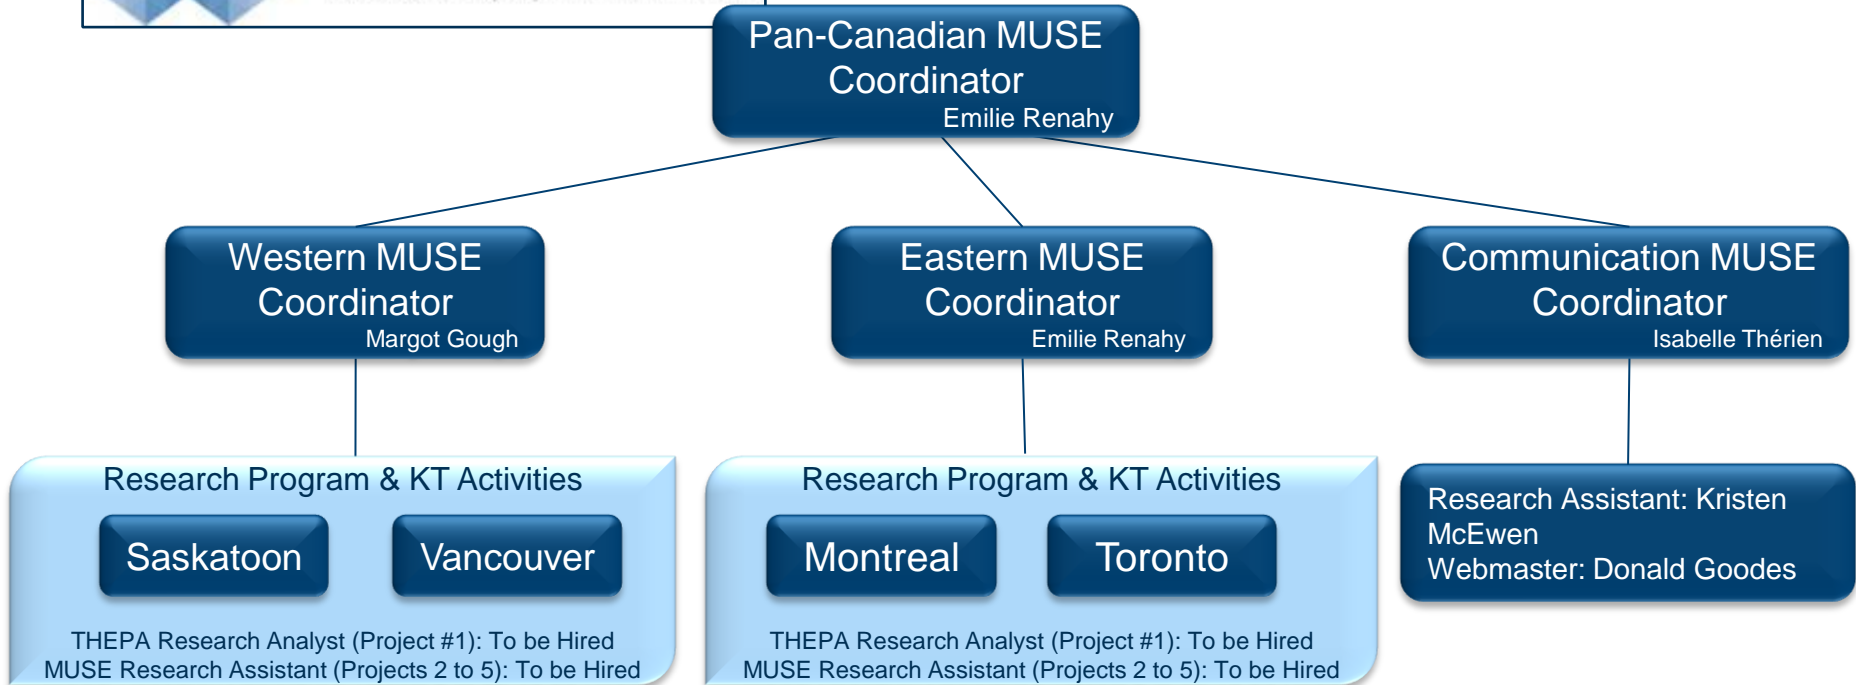 Pan-Canadian MUSE
Coordinator
Emilie Renahy
Western MUSE
Coordinator
Margot Gough
Eastern MUSE
Coordinator
Emilie Renahy
Communication MUSE
Coordinator
Isabelle Thérien
Research Program & KT Activities
Saskatoon
Vancouver
THEPA Research Analyst (Project #1): To be Hired
MUSE Research Assistant (Projects 2 to 5): To be Hired
Research Program & KT Activities
Montreal
Toronto
THEPA Research Analyst (Project #1): To be Hired
MUSE Research Assistant (Projects 2 to 5): To be Hired
Research Assistant: Kristen
McEwen
Webmaster: Donald Goodes